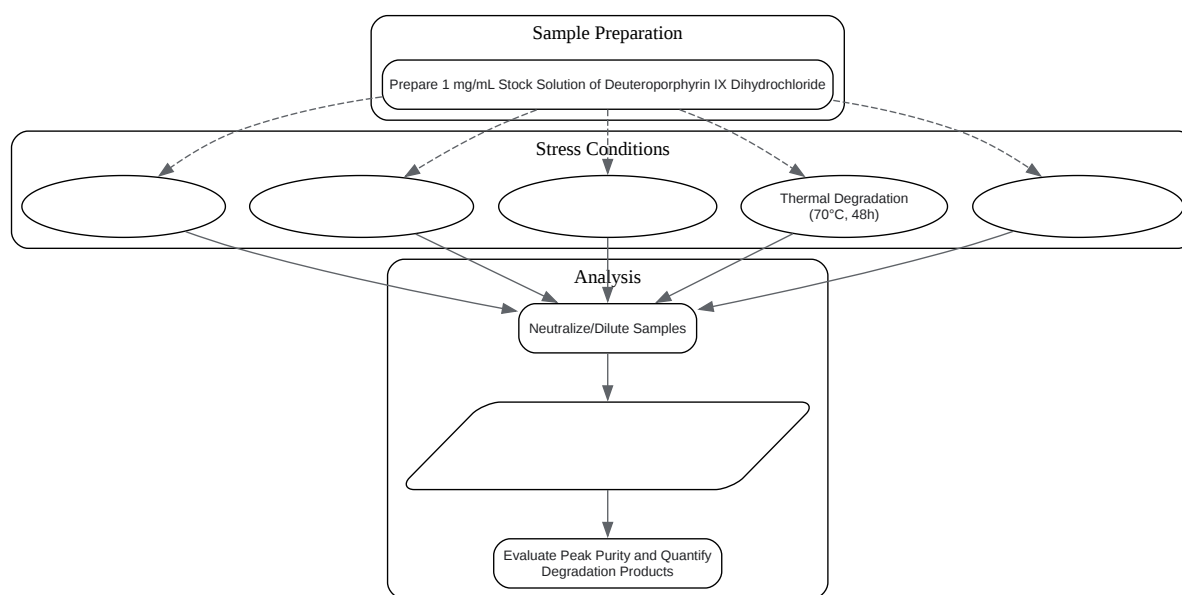 Sample Preparation
Prepare 1 mg/mL Stock Solution of Deuteroporphyrin IX Dihydrochloride
Stress Conditions
Thermal Degradation
(70°C, 48h)
Analysis
Neutralize/Dilute Samples
Evaluate Peak Purity and Quantify
Degradation Products